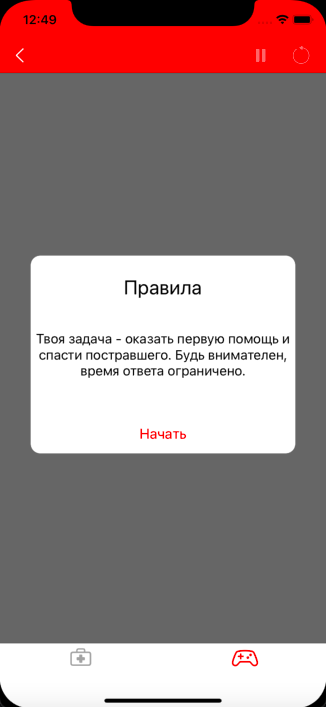 12:49
Правила
Твоя задача - оказать первую помощь и
спасти постравшего. Будь внимателен,
время ответа ограничено.
Начать